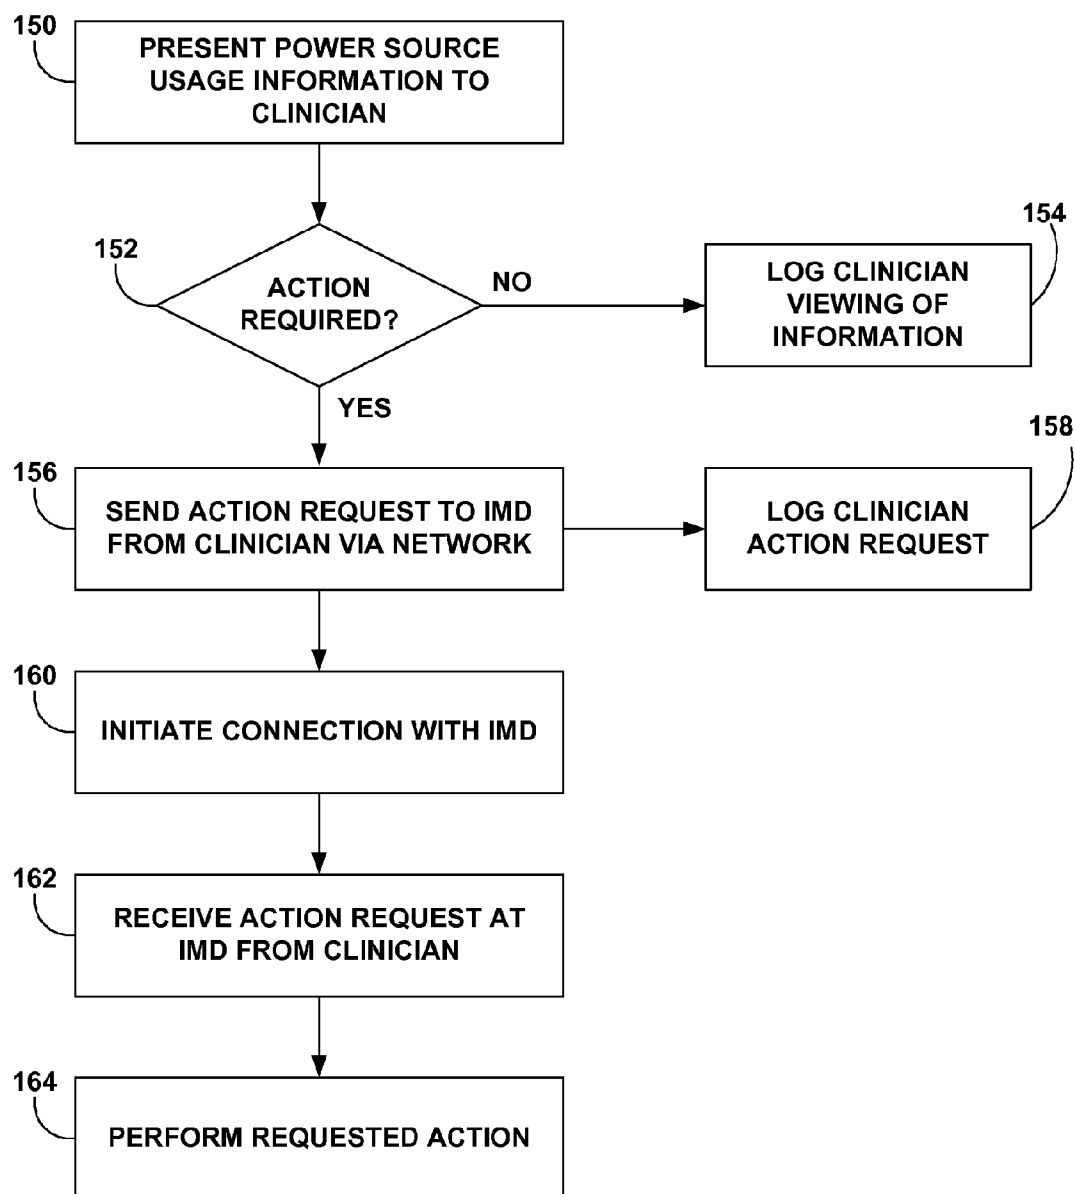 150
PRESENT POWER SOURCE
USAGE INFORMATION TO
CLINICIAN
152
ACTION
REQUIRED?
NO
154
LOG CLINICIAN
VIEWING OF
INFORMATION
YES
156
SEND ACTION REQUEST TO IMD
FROM CLINICIAN VIA NETWORK
158
LOG CLINICIAN
ACTION REQUEST
160
INITIATE CONNECTION WITH IMD
162
RECEIVE ACTION REQUEST AT
IMD FROM CLINICIAN
164
PERFORM REQUESTED ACTION